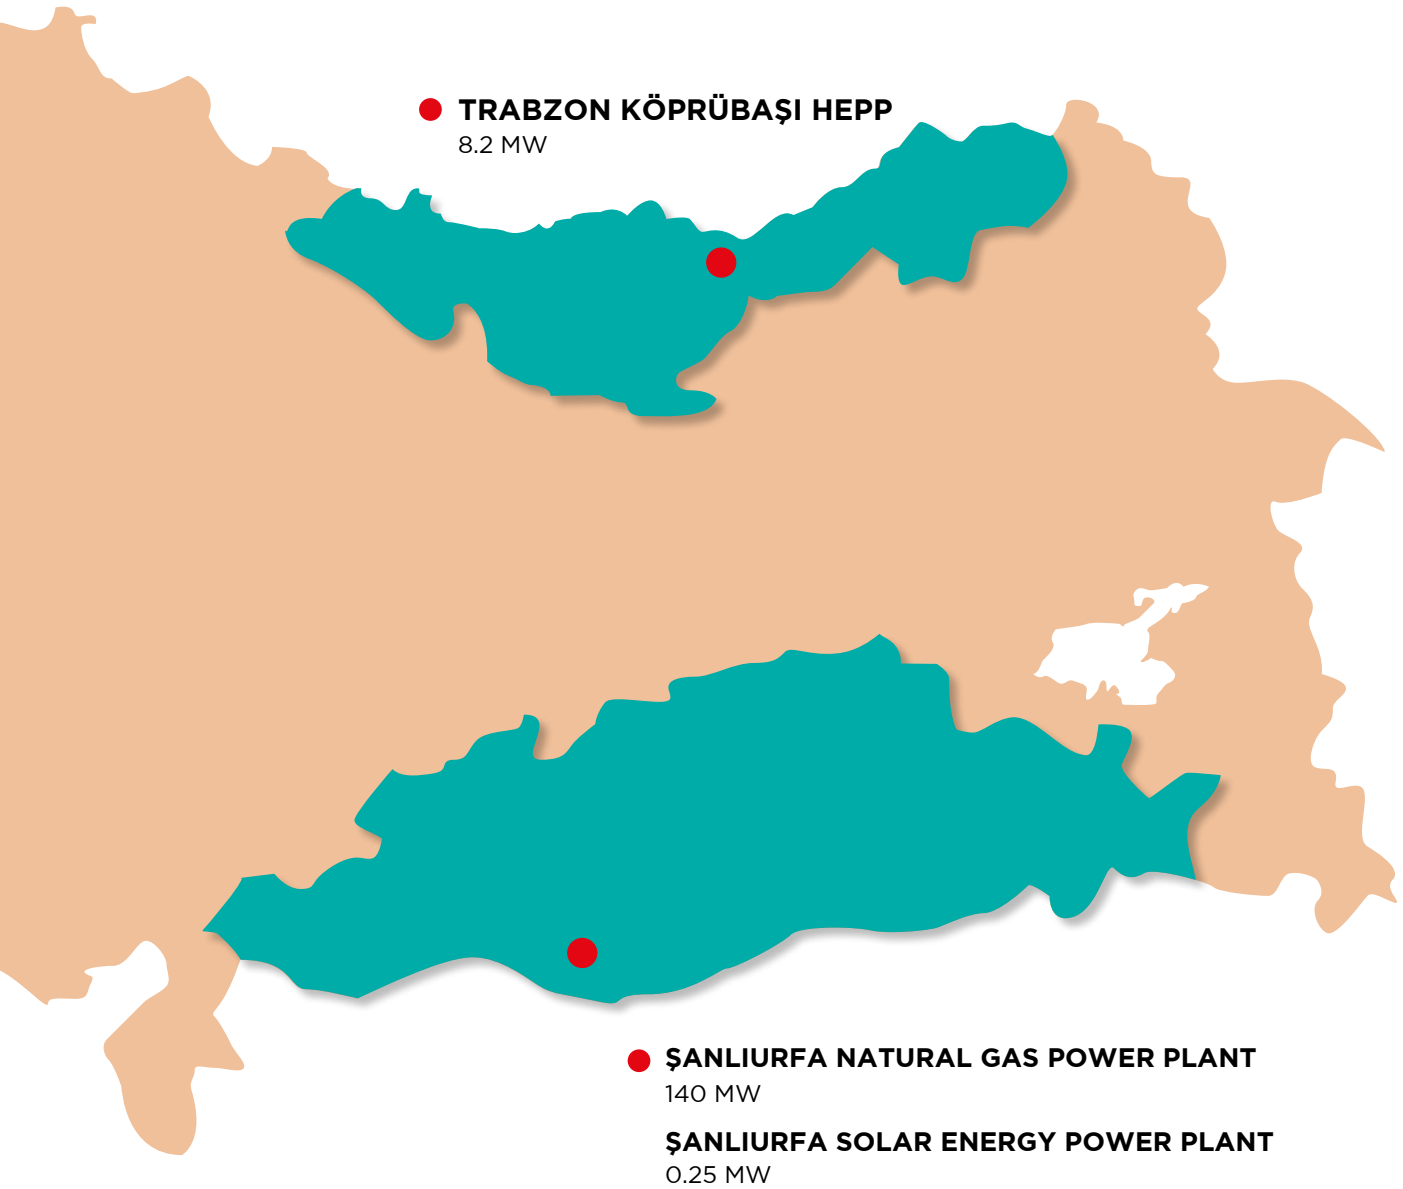 TRABZON KÖPRÜBAŞI HEPP
8.2 MW
ŞANLIURFA NATURAL GAS POWER PLANT
140 MW
ŞANLIURFA SOLAR ENERGY POWER PLANT
0.25 MW